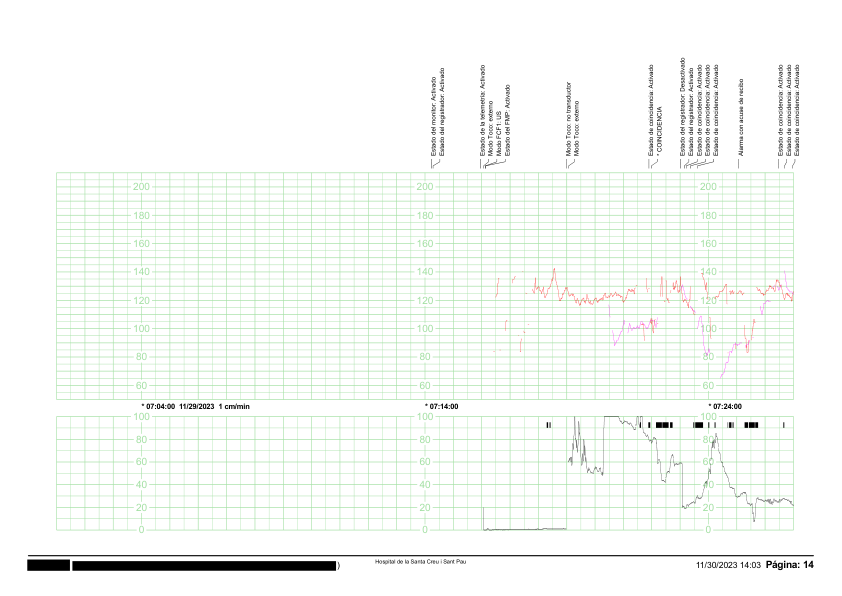 Estado del monitor: Activado
Estado del registrador: Activado
Estado de la telemetría: Activado
Modo Toco: externo
Modo FCF1: US
Estado del FMP: Activado
Modo Toco: no transductor
Modo Toco: externo
Estado de coincidencia: Activado
* COINCIDENCIA
Estado del registrador: Desactivado
Estado del registrador: Activado
Estado de coincidencia: Activado
Estado de coincidencia: Activado
Estado de coincidencia: Activado
Alarma con acuse de recibo
Estado de coincidencia: Activado
Estado de coincidencia: Activado
Estado de coincidencia: Activado
200 200 200
180 180 180
160 160 160
140 140 140
120 120 120
100 100 100
80 80 80
60 60 60
* 07:04:00 11/29/2023 1 cm/min * 07:14:00 * 07:24:00
100 100 100
80 80 80
60 60 60
40 40 40
20 20 20
0 0 0
) Hospital de la Santa Creu i Sant Pau 11/30/2023 14:03 Página: 14